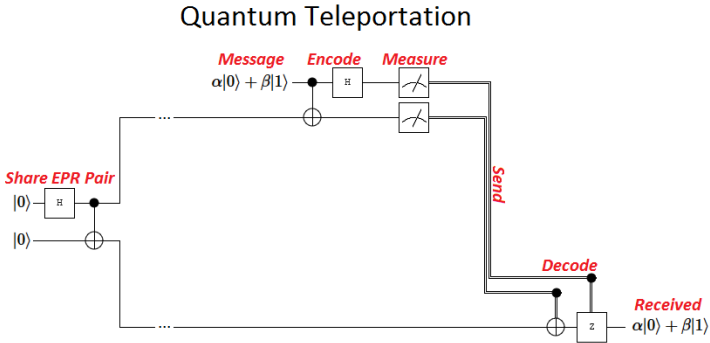 Quantum Teleportation
Message Encode Measure
α|0⟩ + β|1⟩ H
...
Share EPR Pair
|0⟩ H
|0⟩
Send
Decode
Received
... Z α|0⟩ + β|1⟩